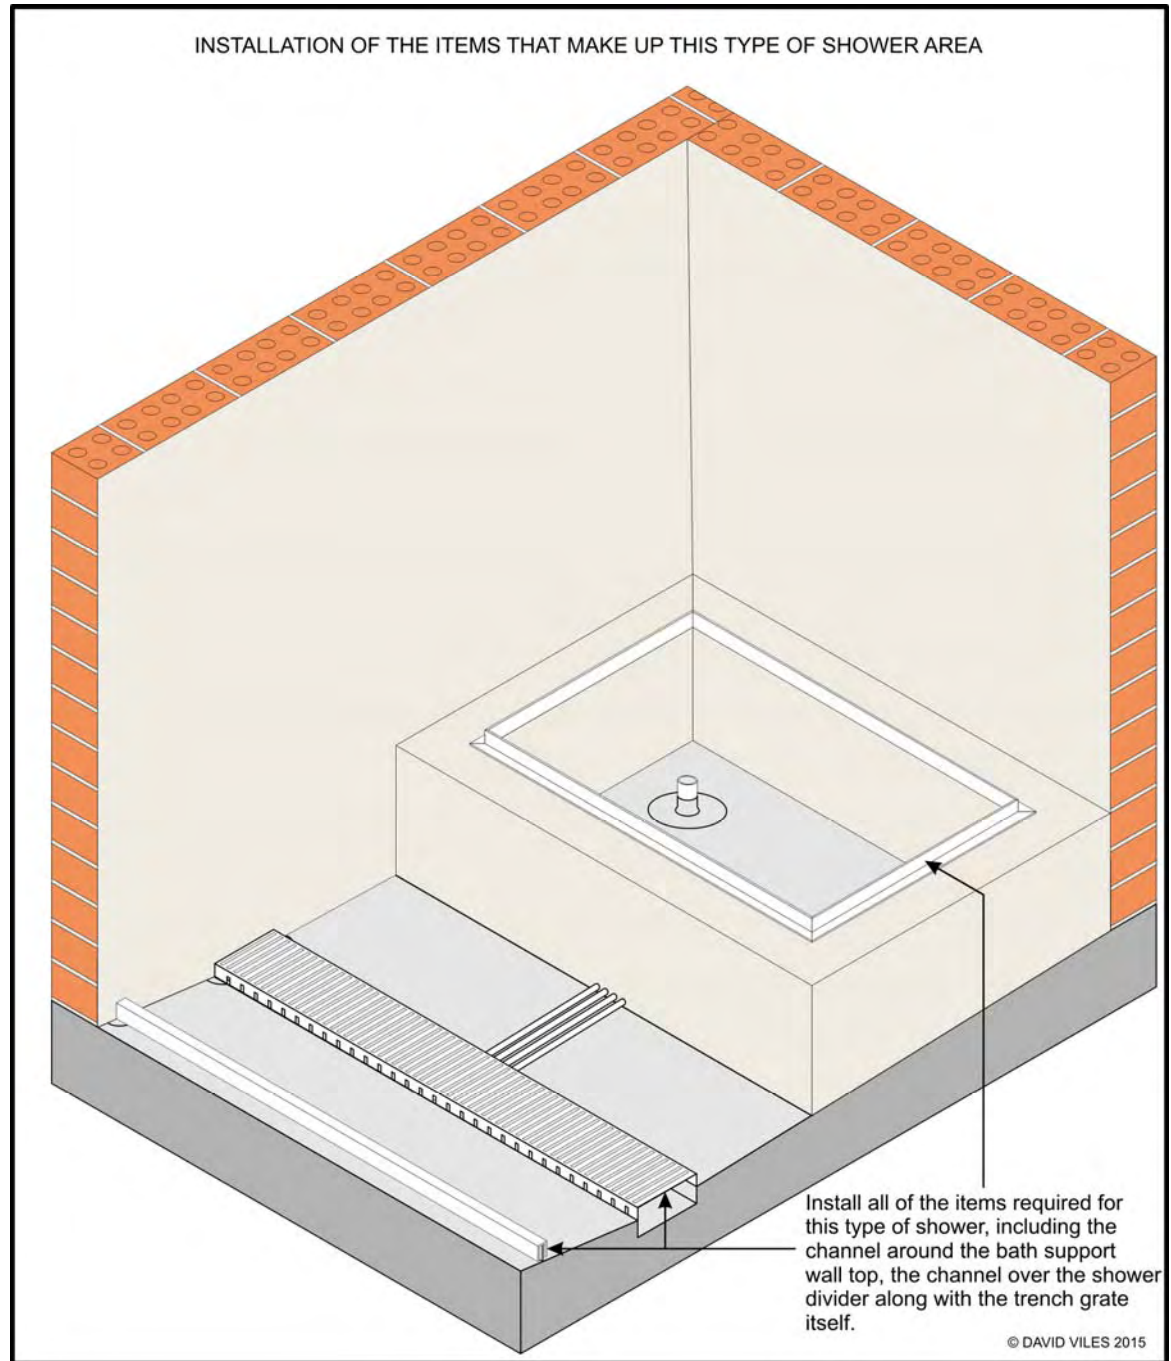 INSTALLATION OF THE ITEMS THAT MAKE UP THIS TYPE OF SHOWER AREA
Install all of the items required for
this type of shower, including the
channel around the bath support
wall top, the channel over the shower
divider along with the trench grate
itself.
© DAVID VILES 2015